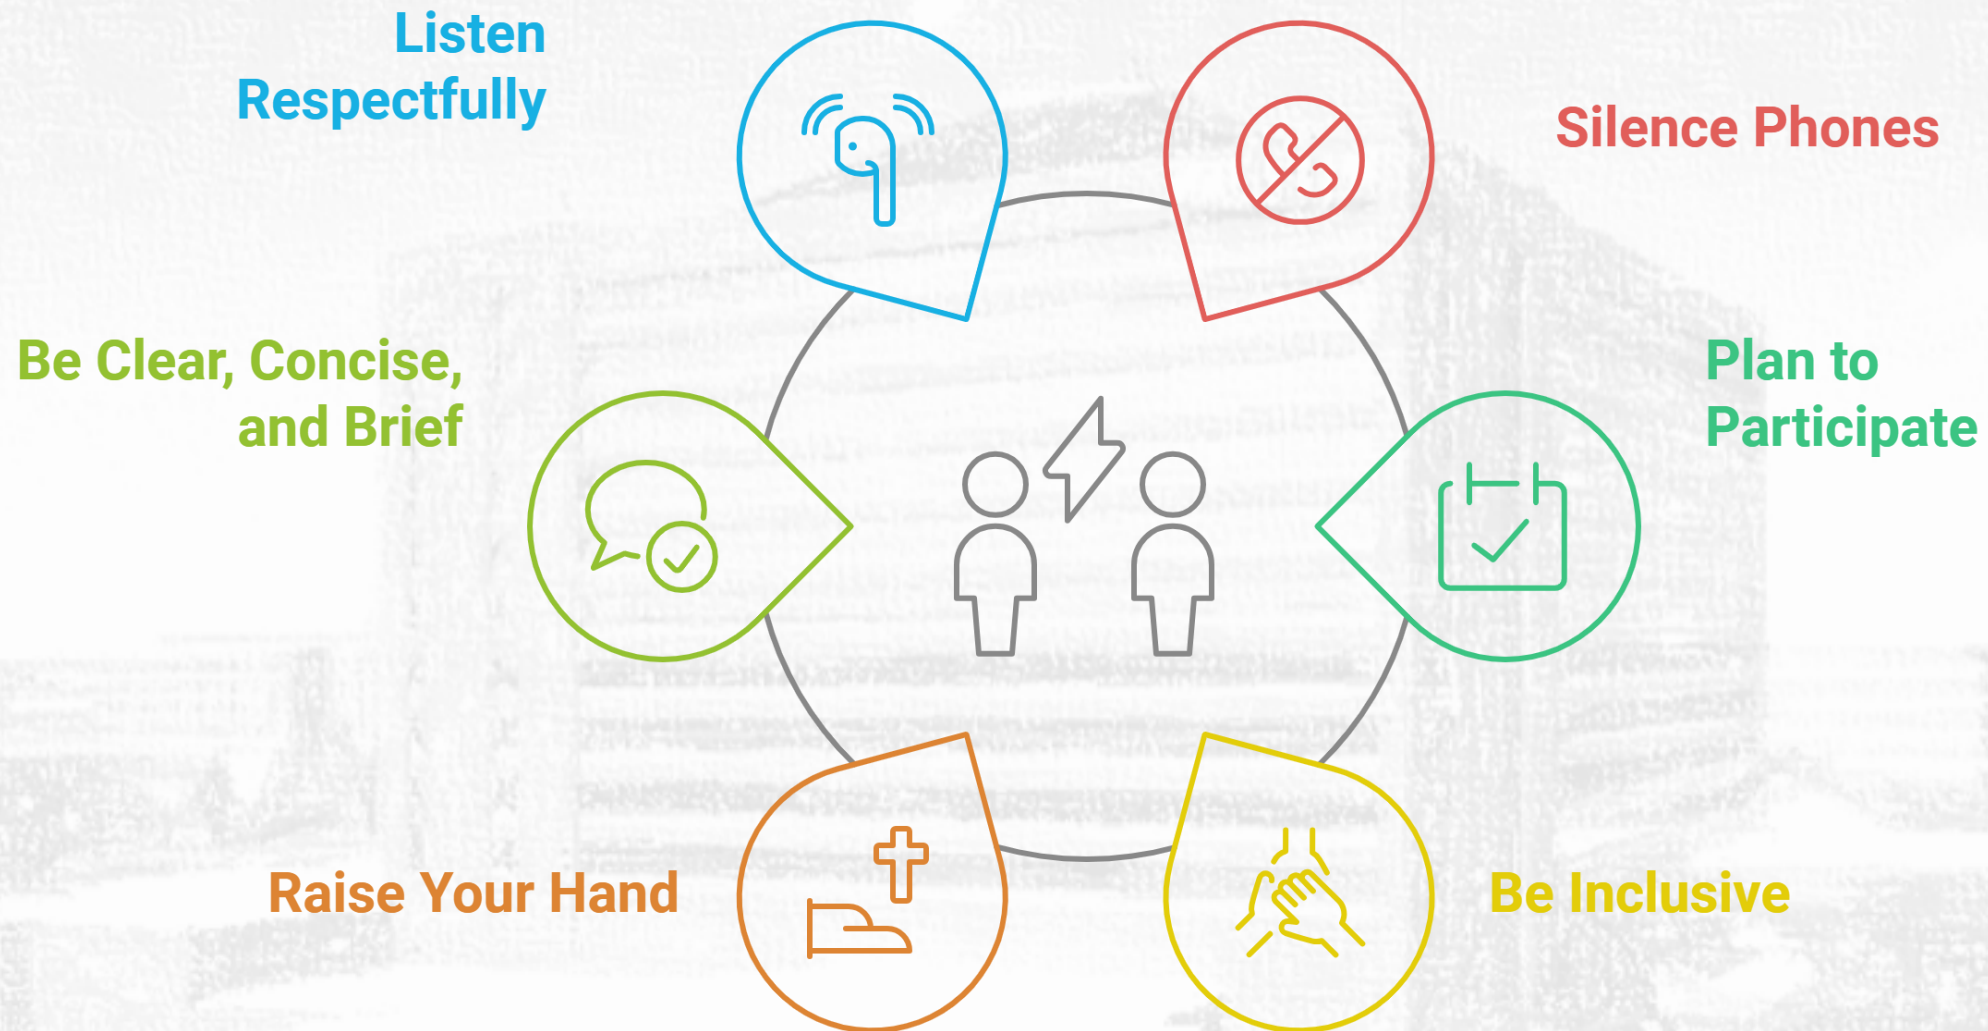 Listen
Respectfully
Silence Phones
Be Clear, Concise,
and Brief
Plan to
Participate
Raise Your Hand
Be Inclusive